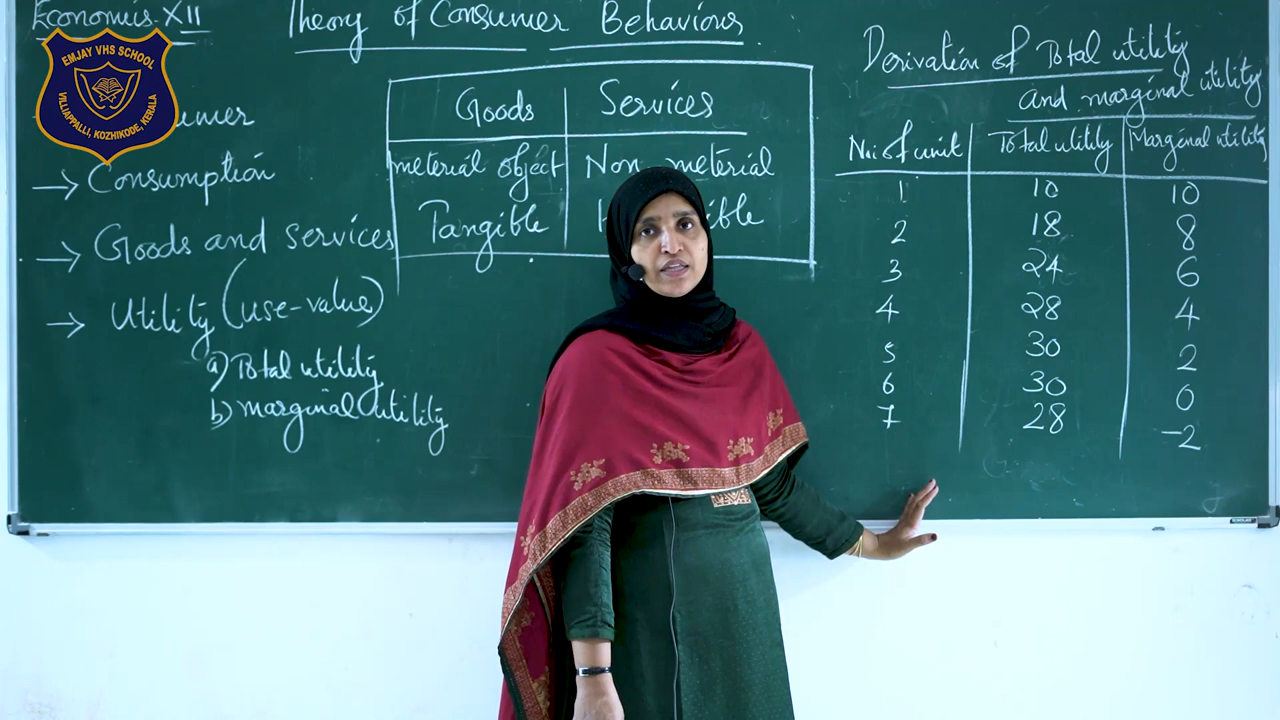 Economis-XII
Theory of Consumer Behaviour
EMJAY VHS SCHOOL
VILLIAPPALLI, KOZHIKODE, KERALA
→ Consumption
→ Goods and services
→ Utility (use-value)
a) Total utility
b) marginal utility
Goods Services
meterial object Non meterial
Tangible
Derivation of Total utility
and marginal utility
No: of unit Total utility Marginal utility
1 10 10
2 18 8
3 24 6
4 28 4
5 30 2
6 30 0
7 28 -2